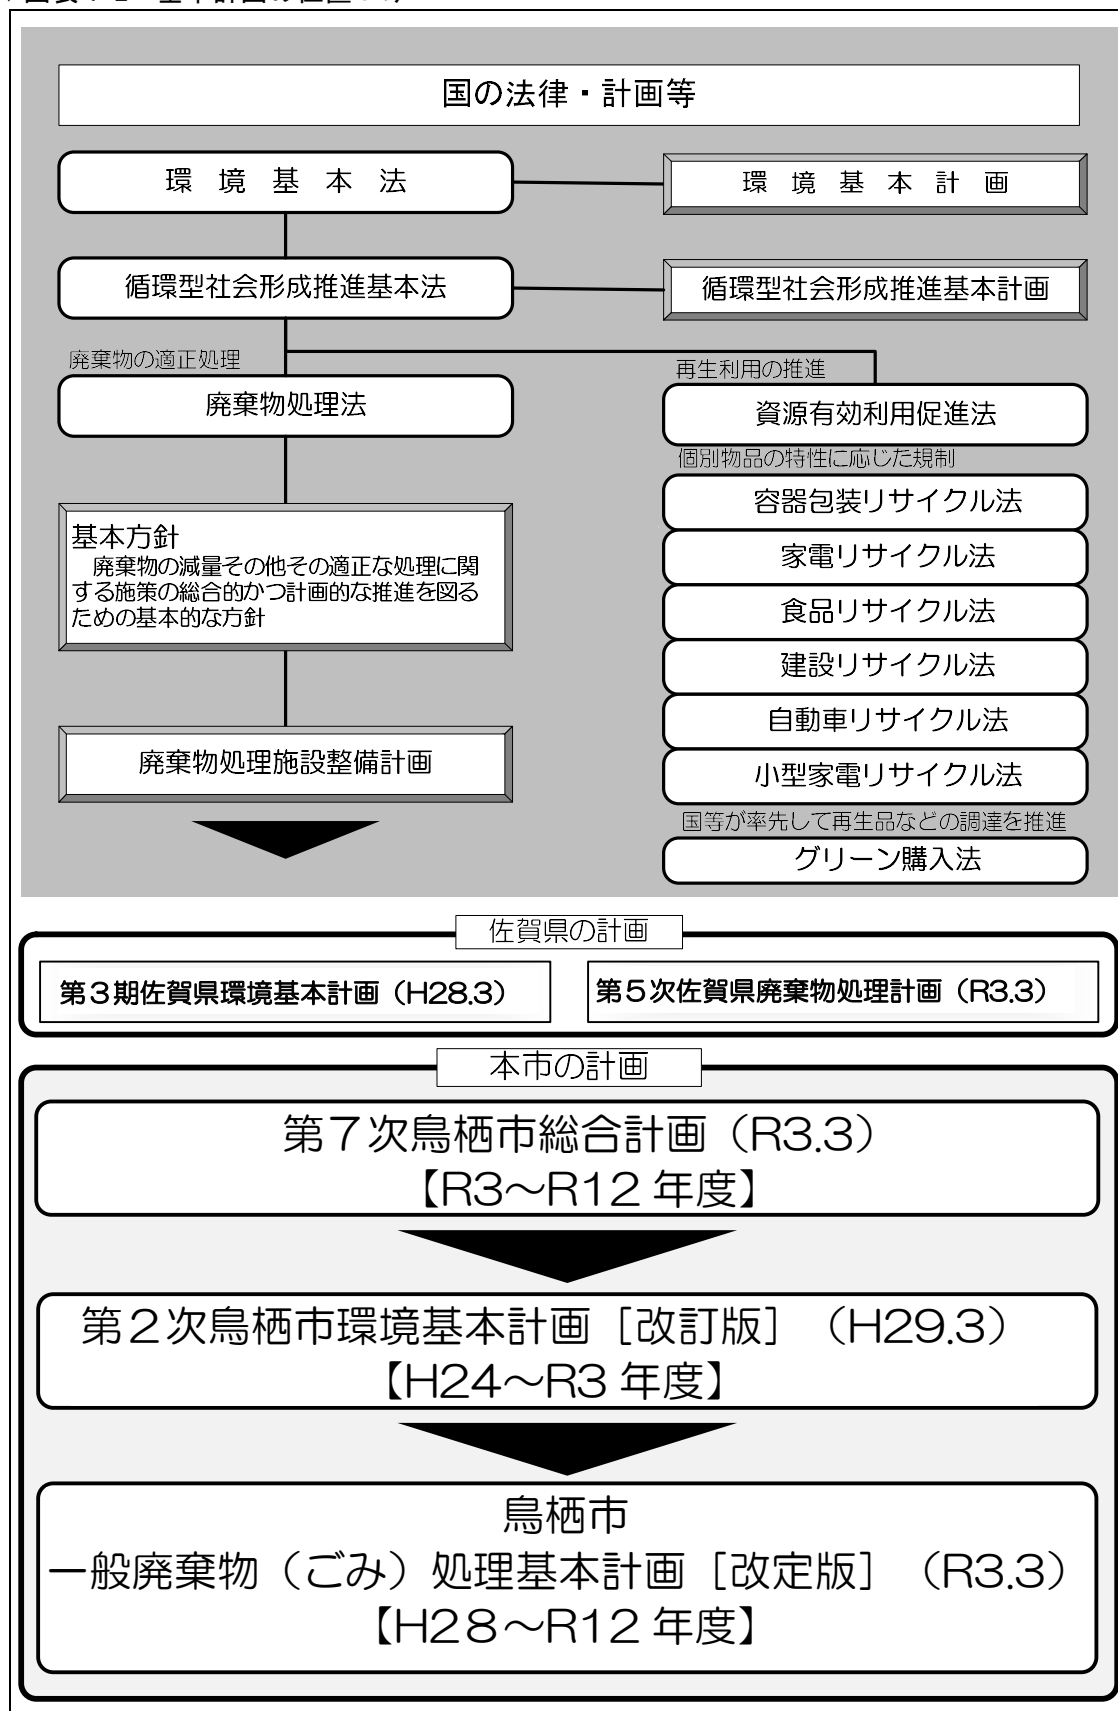 国の法律・計画等
環境基本法
環境基本計画
循環型社会形成推進基本法
循環型社会形成推進基本計画
廃棄物の適正処理
廃棄物処理法
再生利用の推進
資源有効利用促進法
個別物品の特性に応じた規制
容器包装リサイクル法
家電リサイクル法
食品リサイクル法
建設リサイクル法
自動車リサイクル法
小型家電リサイクル法
国等が率先して再生品などの調達を推進
グリーン購入法
基本方針
廃棄物の減量その他その適正な処理に関
する施策の総合的かつ計画的な推進を図る
ための基本的な方針
廃棄物処理施設整備計画
佐賀県の計画
第3期佐賀県環境基本計画（H28.3）
第5次佐賀県廃棄物処理計画（R3.3）
本市の計画
第7次鳥栖市総合計画（R3.3）
【R3～R12年度】
第2次鳥栖市環境基本計画［改訂版］（H29.3）
【H24～R3年度】
鳥栖市
一般廃棄物（ごみ）処理基本計画［改定版］（R3.3）
【H28～R12年度】